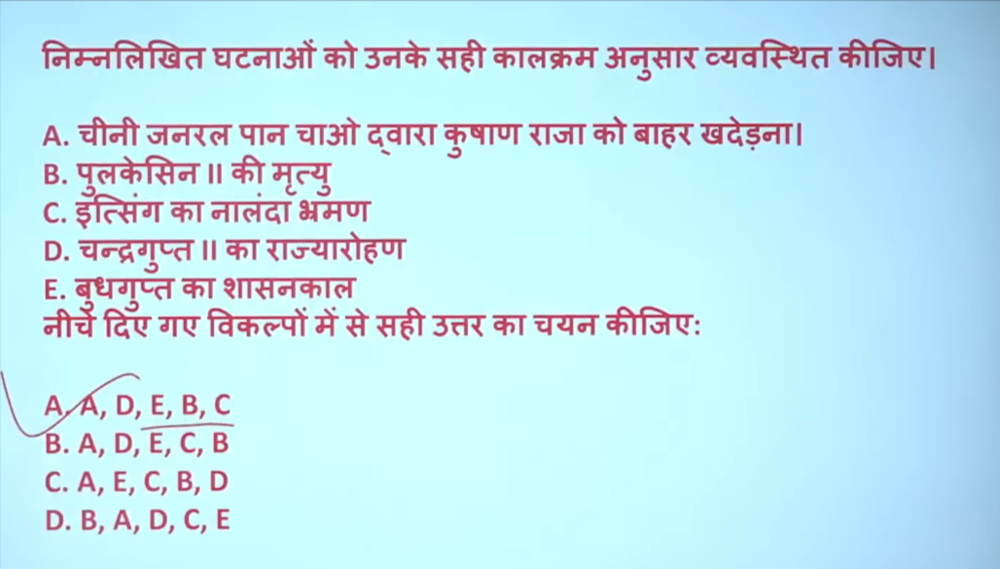 निम्नलिखित घटनाओं को उनके सही कालक्रम अनुसार व्यवस्थित कीजिए।
A. चीनी जनरल पान चाओ द्वारा कुषाण राजा को बाहर खदेड़ना।
B. पुलकेसिन II की मृत्यु
C. इत्सिंग का नालंदा भ्रमण
D. चन्द्रगुप्त II का राज्यारोहण
E. बुधगुप्त का शासनकाल
नीचे दिए गए विकल्पों में से सही उत्तर का चयन कीजिए:
A. A, D, E, B, C
B. A, D, E, C, B
C. A, E, C, B, D
D. B, A, D, C, E